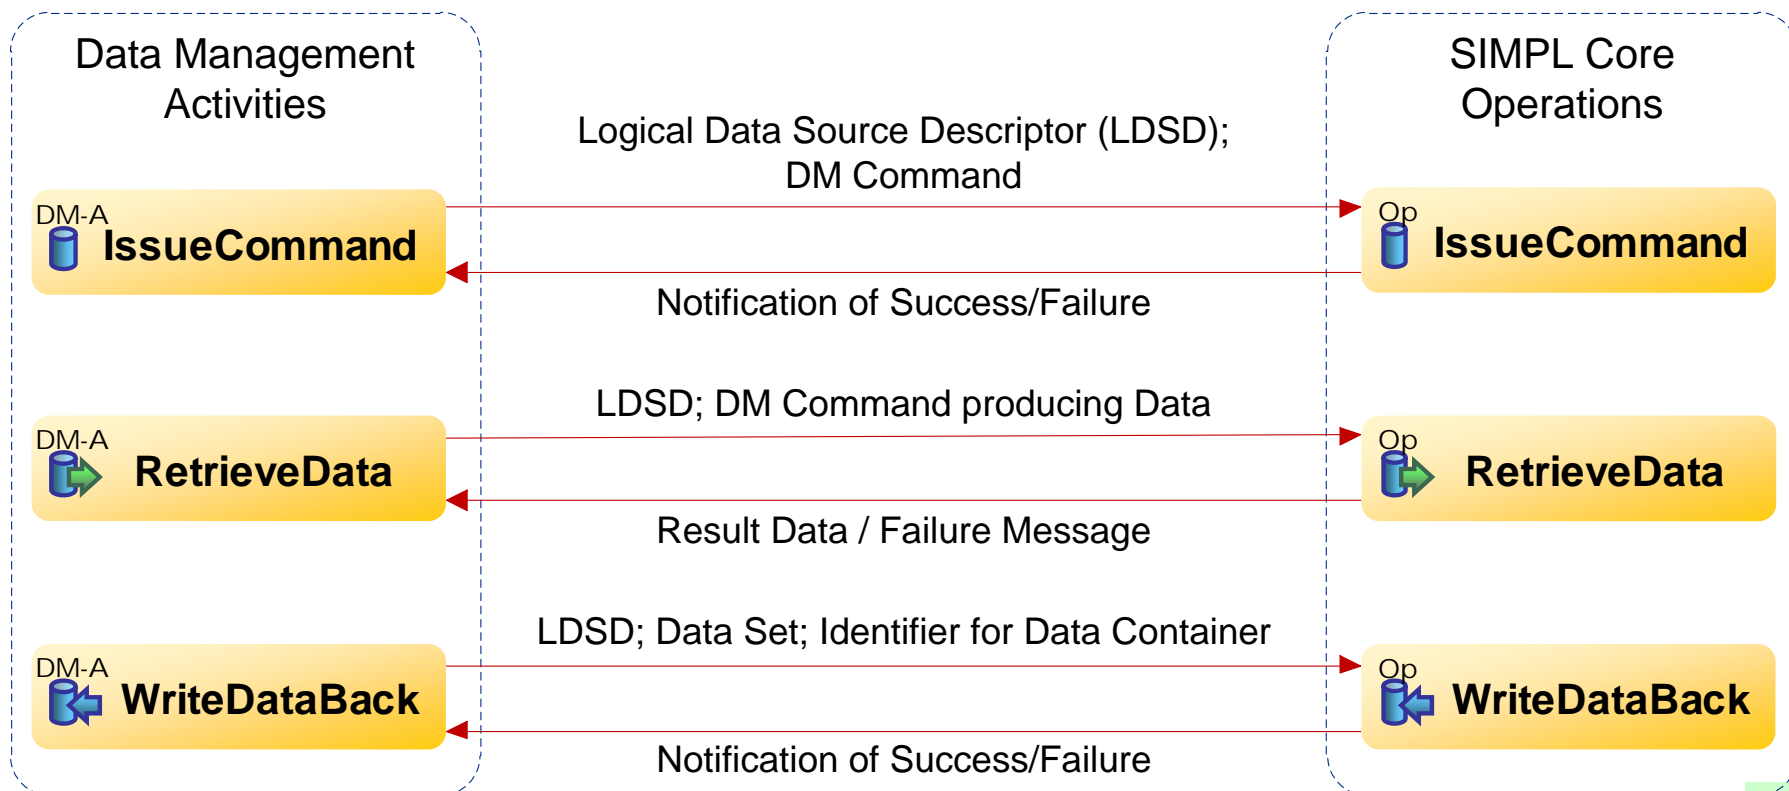 Data Management
Activities
SIMPL Core
Operations
Logical Data Source Descriptor (LDSD);
DM Command
DM-A
IssueCommand
Op
IssueCommand
Notification of Success/Failure
LDSD; DM Command producing Data
DM-A
RetrieveData
Op
RetrieveData
Result Data / Failure Message
LDSD; Data Set; Identifier for Data Container
DM-A
WriteDataBack
Op
WriteDataBack
Notification of Success/Failure